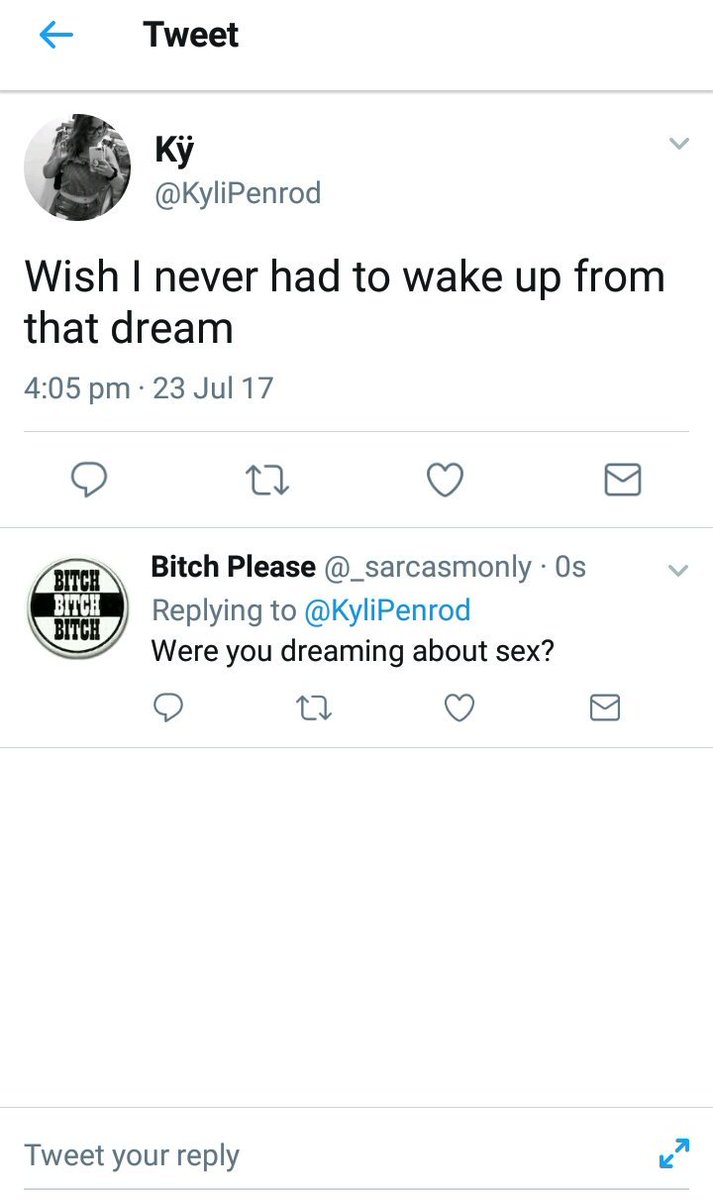 Tweet
Kÿ
@KyliPenrod
Wish I never had to wake up from
that dream
4:05 pm · 23 Jul 17
BITCH
BITCH
BITCH
Bitch Please @_sarcasmonly · 0s
Replying to @KyliPenrod
Were you dreaming about sex?
Tweet your reply